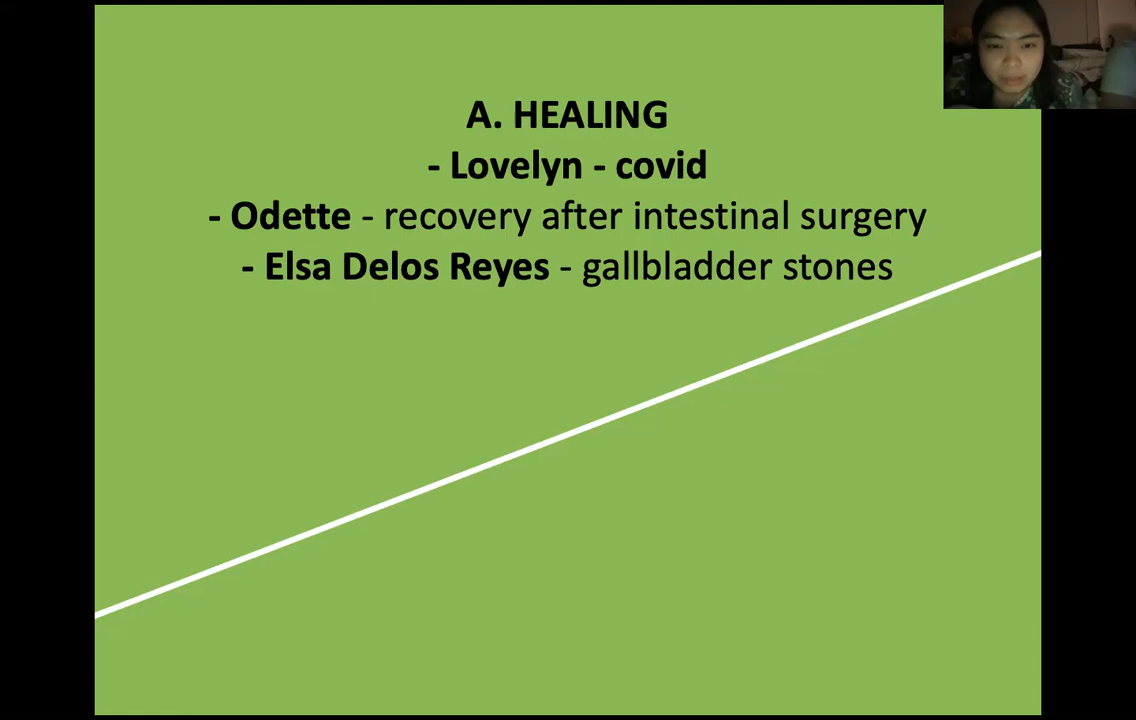 A. HEALING
- Lovelyn - covid
- Odette - recovery after intestinal surgery
- Elsa Delos Reyes - gallbladder stones